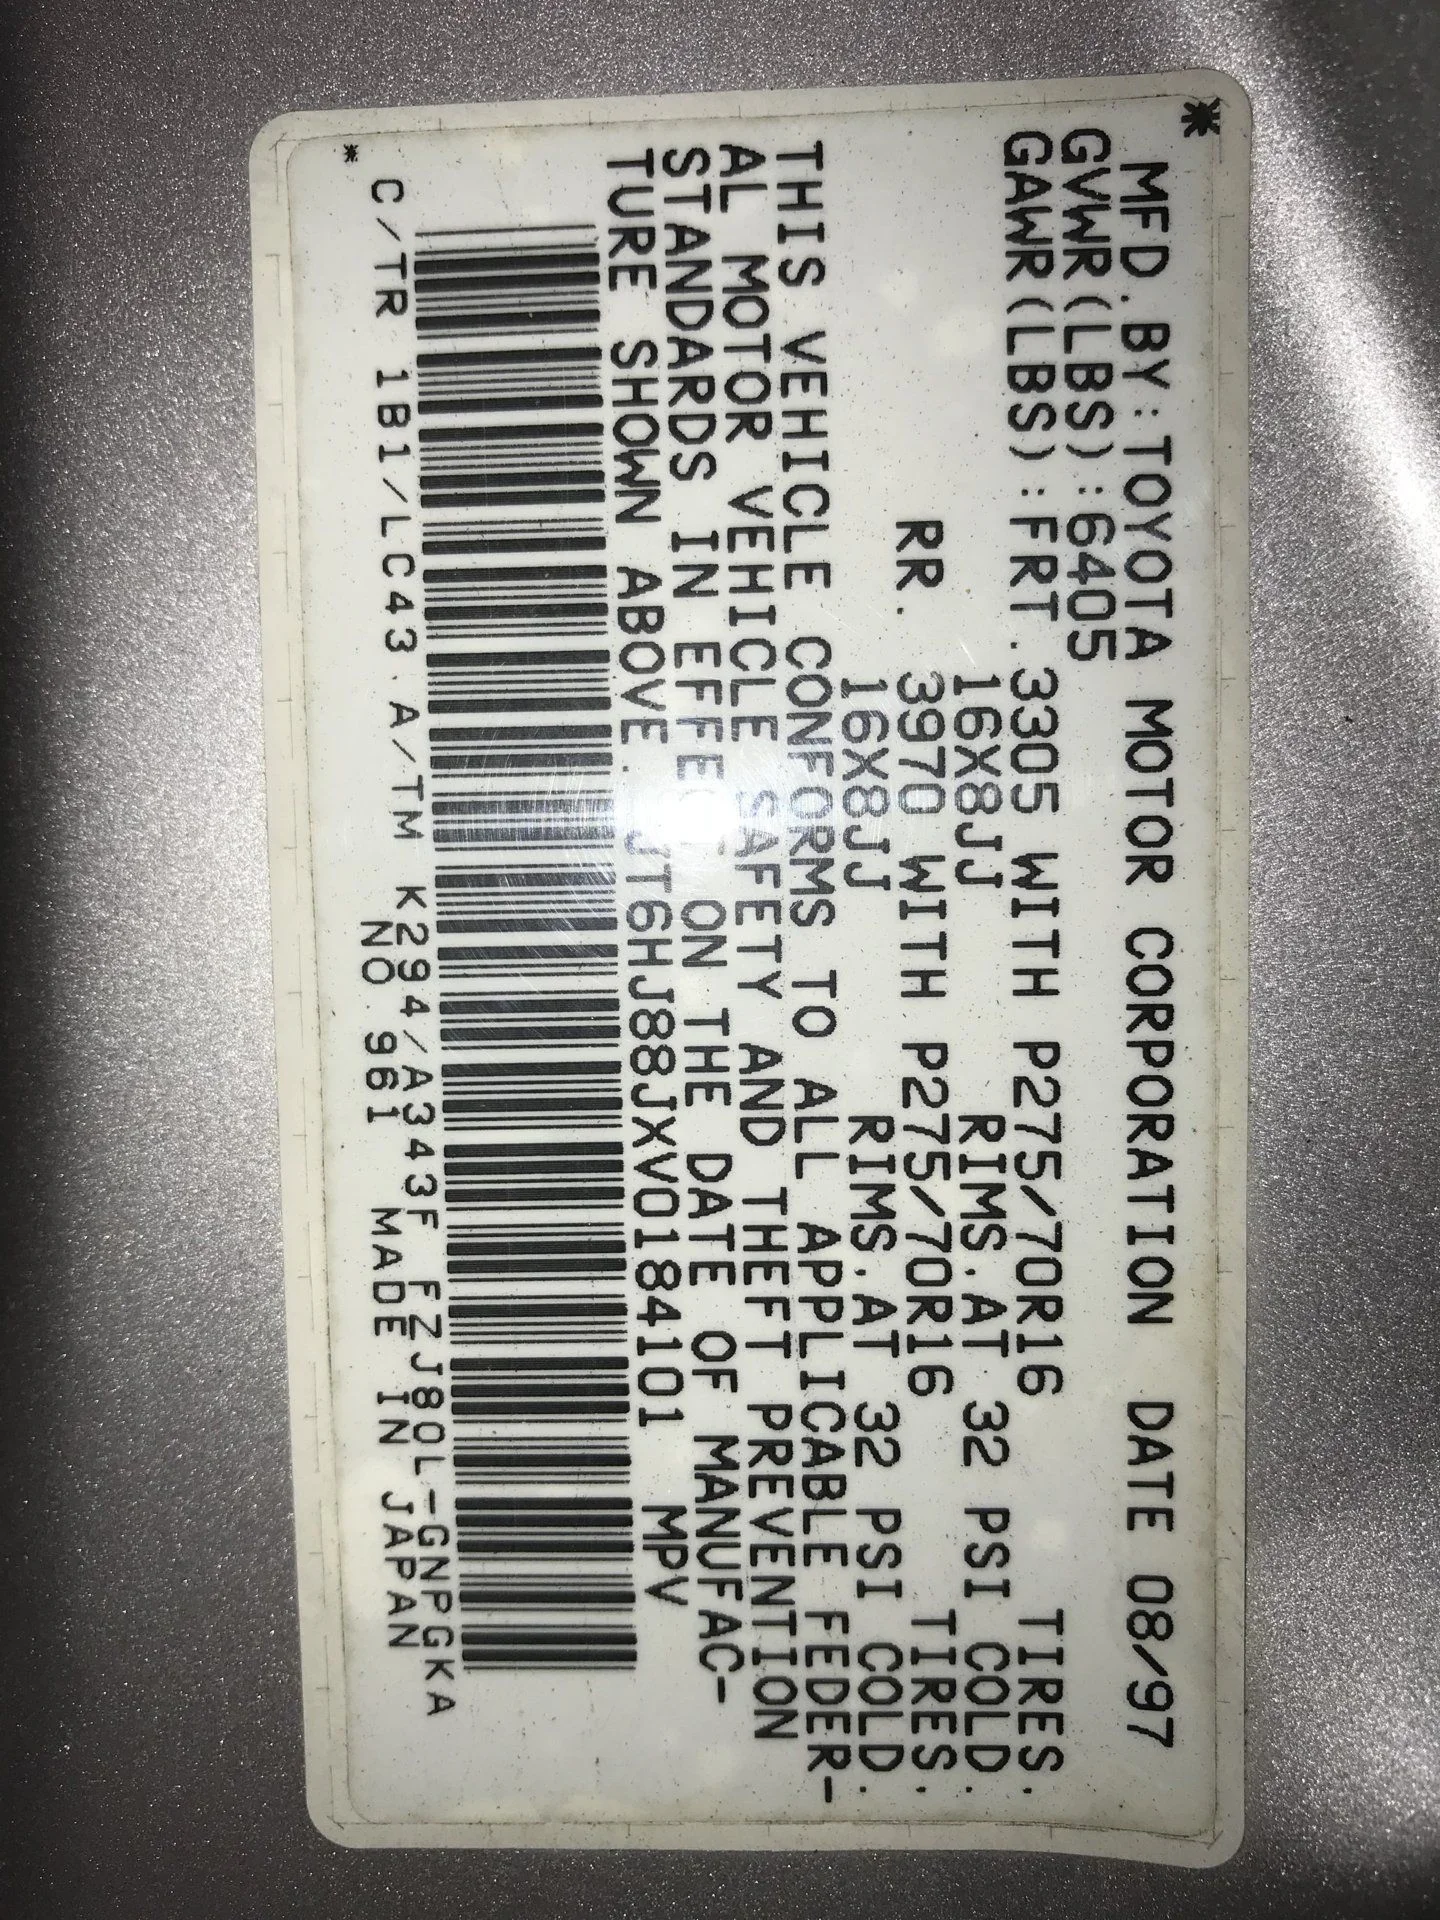 *
MFD.BY:TOYOTA MOTOR CORPORATION DATE 08/97
GVWR(LBS):6405
GAWR(LBS):FRT.3305 WITH P275/70R16 TIRES.
16X8JJ RIMS.AT 32 PSI COLD.
RR. 3970 WITH P275/70R16 TIRES.
16X8JJ RIMS.AT 32 PSI COLD.
THIS VEHICLE CONFORMS TO ALL APPLICABLE FEDER-
AL MOTOR VEHICLE SAFETY AND THEFT PREVENTION
STANDARDS IN EFFECT ON THE DATE OF MANUFAC-
TURE SHOWN ABOVE. JT6HJ88JXV0184101 MPV
C/TR 1B1/LC43 A/TM K294/A343F FZJ80L-GNPGKA
* NO.961 MADE IN JAPAN